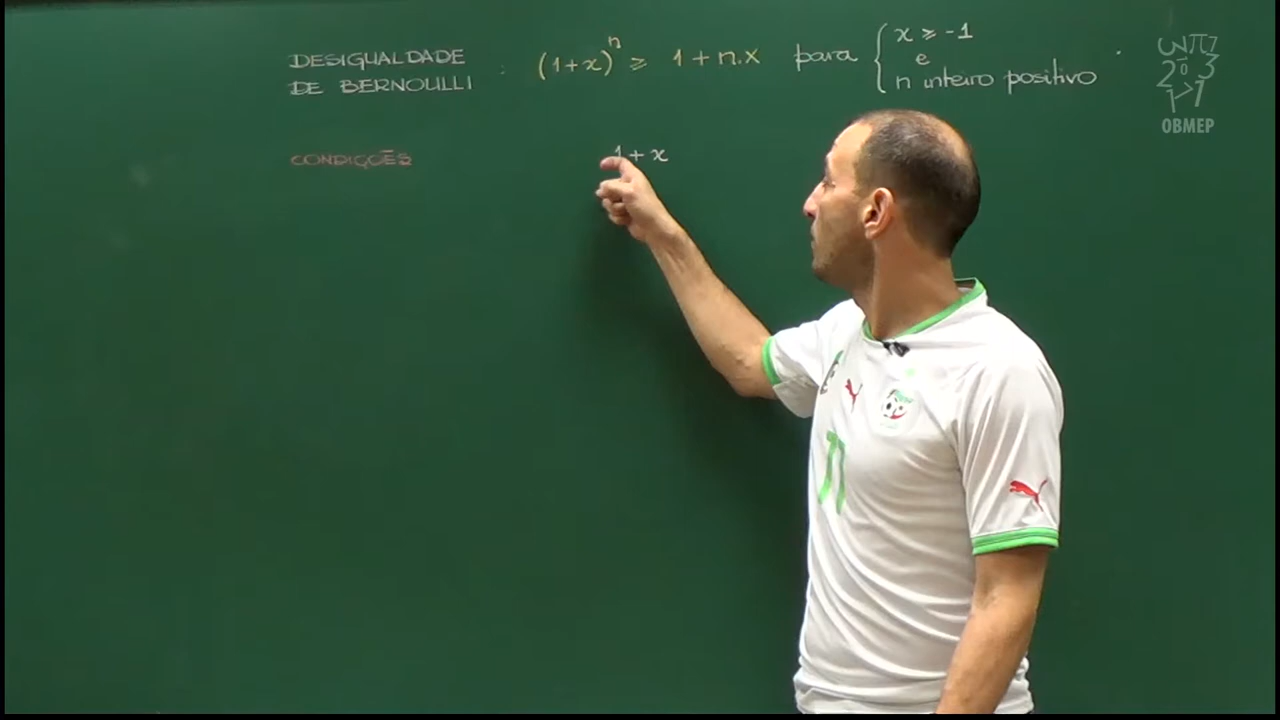 DESIGUALDADE
DE BERNOULLI : (1+x)^n ≥ 1+n.x para { x ≥ -1
e
n inteiro positivo
CONDIÇÕES
1+x
OBMEP